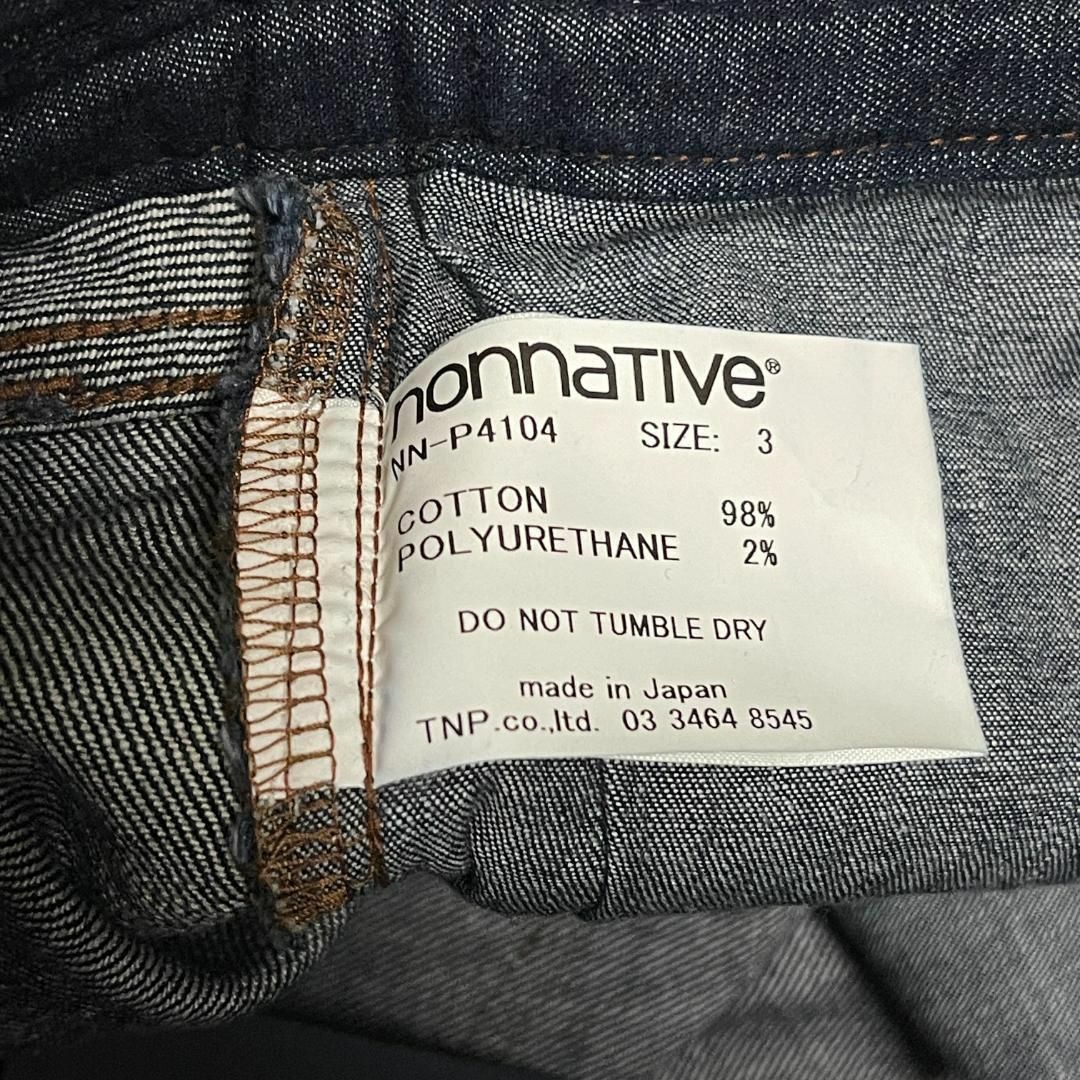 nonnaTIVe®
NN-P4104 SIZE: 3
COTTON 98%
POLYURETHANE 2%
DO NOT TUMBLE DRY
made in Japan
TNP.co.,ltd. 03 3464 8545